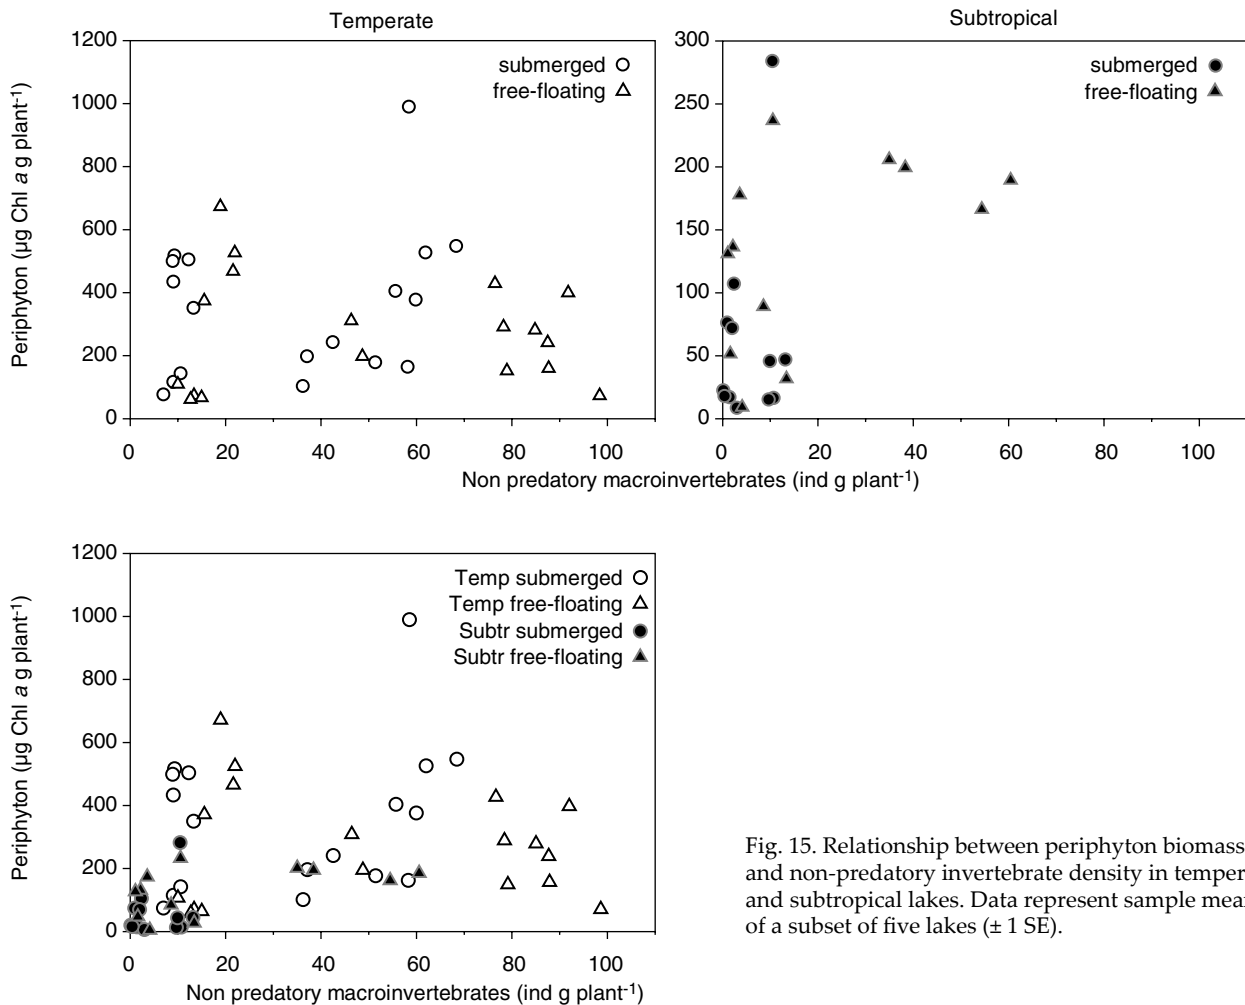 Temperate
Subtropical
1200
1000
800
600
400
200
0
Periphyton (µg Chl a g plant⁻¹)
submerged
free-floating
0 20 40 60 80 100
300
250
200
150
100
50
0
submerged
free-floating
0 20 40 60 80 100
Non predatory macroinvertebrates (ind g plant⁻¹)
1200
1000
800
600
400
200
0
Periphyton (µg Chl a g plant⁻¹)
Temp submerged
Temp free-floating
Subtr submerged
Subtr free-floating
0 20 40 60 80 100
Non predatory macroinvertebrates (ind g plant⁻¹)
Fig. 15. Relationship between periphyton biomass
and non-predatory invertebrate density in temper
and subtropical lakes. Data represent sample mear
of a subset of five lakes (± 1 SE).